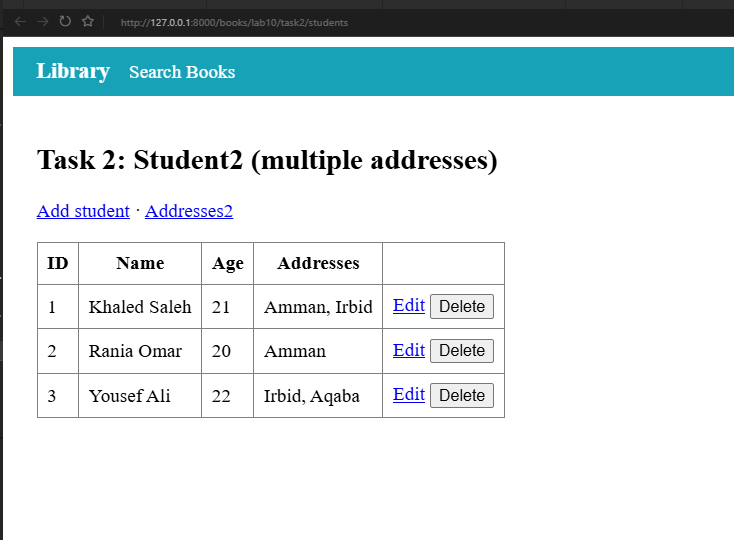 http://127.0.0.1:8000/books/lab10/task2/students
Library Search Books
Task 2: Student2 (multiple addresses)
Add student · Addresses2
ID Name Age Addresses
1 Khaled Saleh 21 Amman, Irbid Edit Delete
2 Rania Omar 20 Amman Edit Delete
3 Yousef Ali 22 Irbid, Aqaba Edit Delete